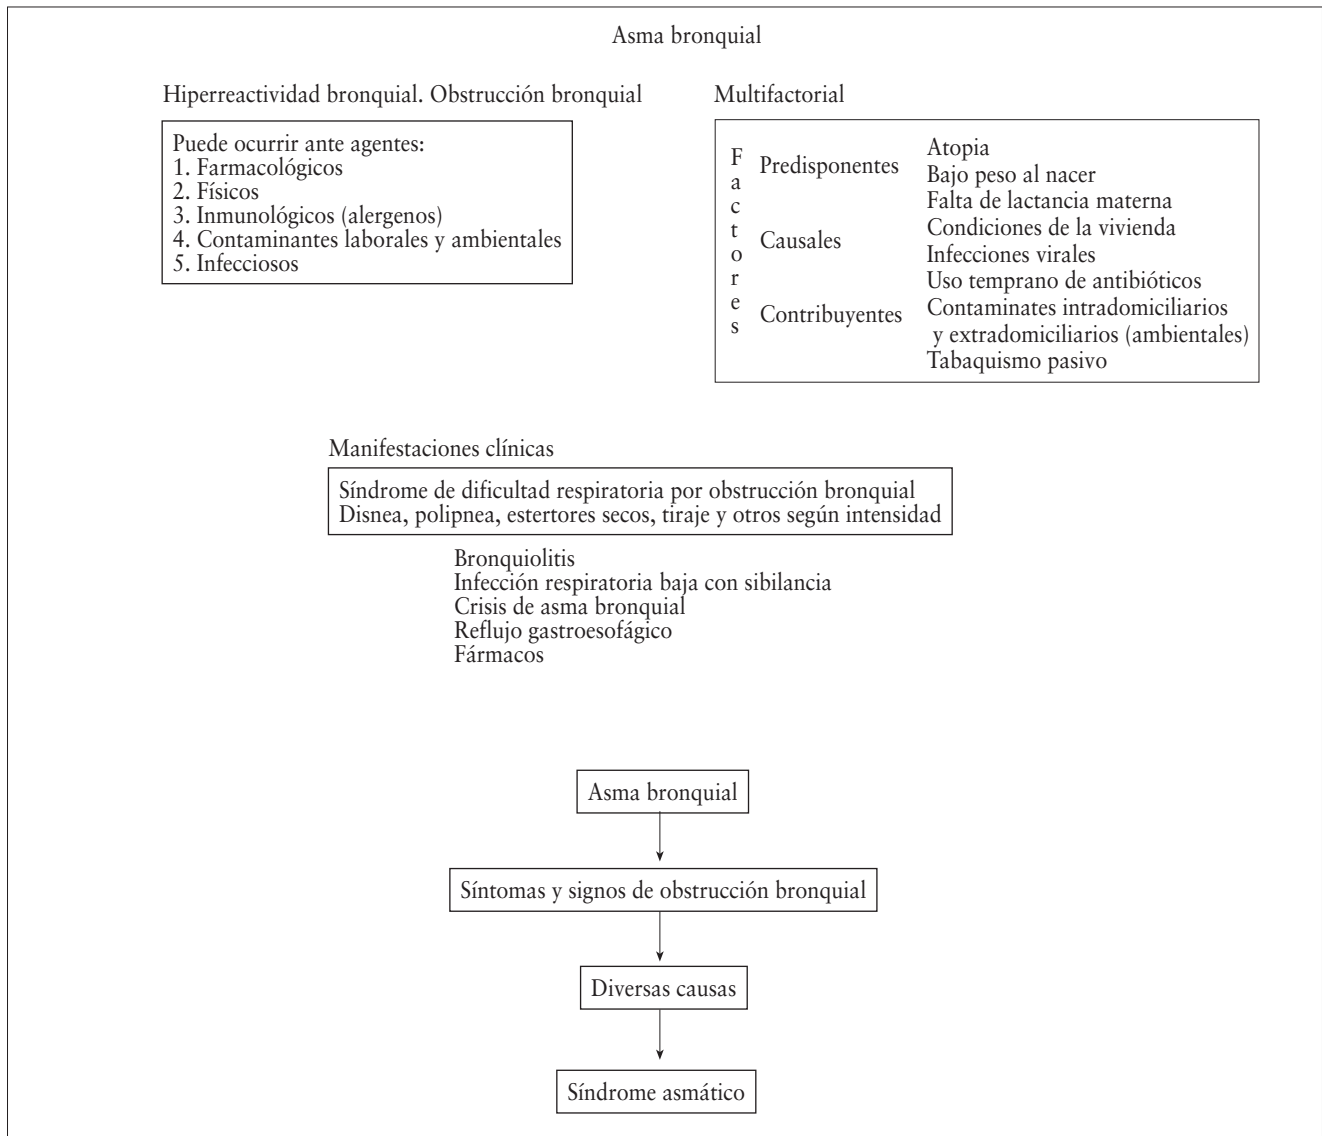 Asma bronquial
Hiperreactividad bronquial. Obstrucción bronquial
Puede ocurrir ante agentes:
1. Farmacológicos
2. Físicos
3. Inmunológicos (alergenos)
4. Contaminantes laborales y ambientales
5. Infecciosos
Multifactorial
Factores
Predisponentes
Causales
Contribuyentes
Atopia
Bajo peso al nacer
Falta de lactancia materna
Condiciones de la vivienda
Infecciones virales
Uso temprano de antibióticos
Contaminates intradomiciliarios
y extradomiciliarios (ambientales)
Tabaquismo pasivo
Manifestaciones clínicas
Síndrome de dificultad respiratoria por obstrucción bronquial
Disnea, polipnea, estertores secos, tiraje y otros según intensidad
Bronquiolitis
Infección respiratoria baja con sibilancia
Crisis de asma bronquial
Reflujo gastroesofágico
Fármacos
Asma bronquial
Síntomas y signos de obstrucción bronquial
Diversas causas
Síndrome asmático